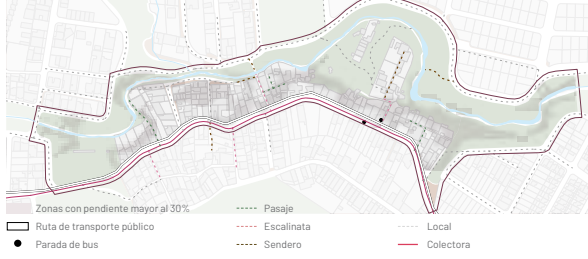 Zonas con pendiente mayor al 30%
Ruta de transporte público
Parada de bus
Pasaje
Escalinata
Sendero
Local
Colectora